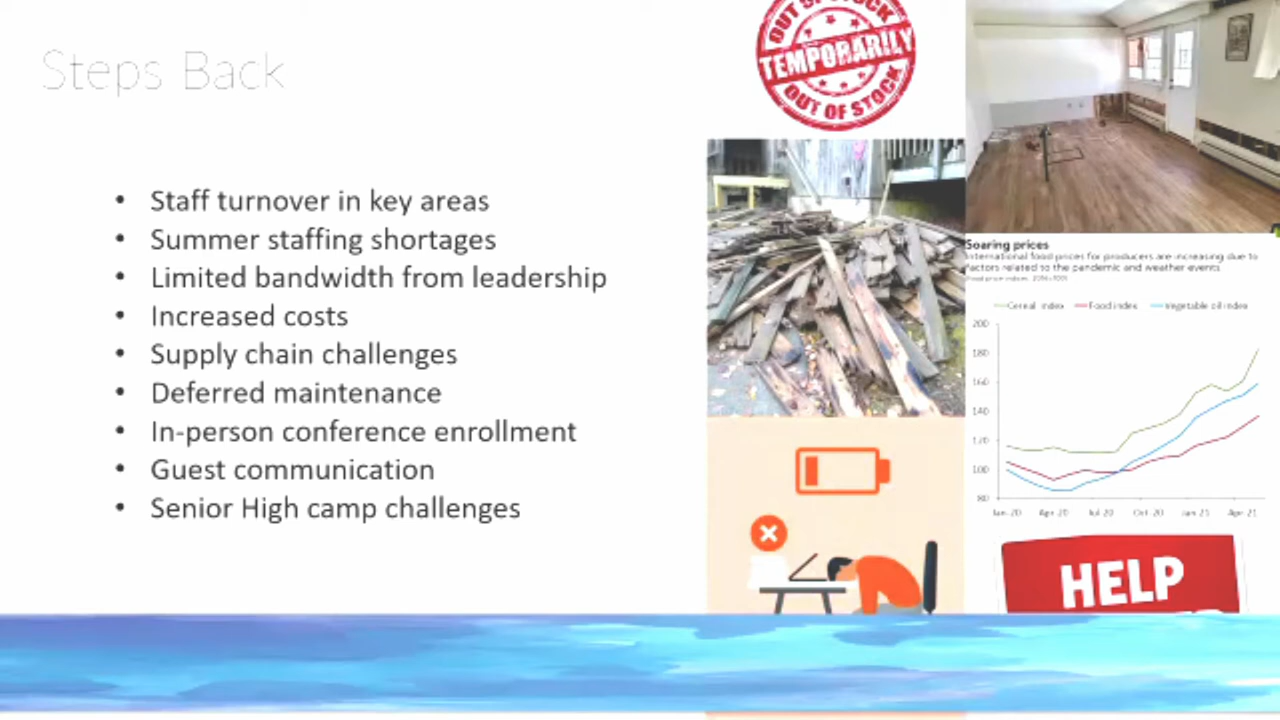 Steps Back
• Staff turnover in key areas
• Summer staffing shortages
• Limited bandwidth from leadership
• Increased costs
• Supply chain challenges
• Deferred maintenance
• In-person conference enrollment
• Guest communication
• Senior High camp challenges
OUT OF STOCK
TEMPORARILY
OUT OF STOCK
Soaring prices
International food prices for producers are increasing due to
factors related to the pandemic and weather events
Cereal index Food index Vegetable oil index
200
180
160
140
120
100
80
Jan-20 Apr-20 Jul-20 Oct-20 Jan-21 Apr-21
HELP